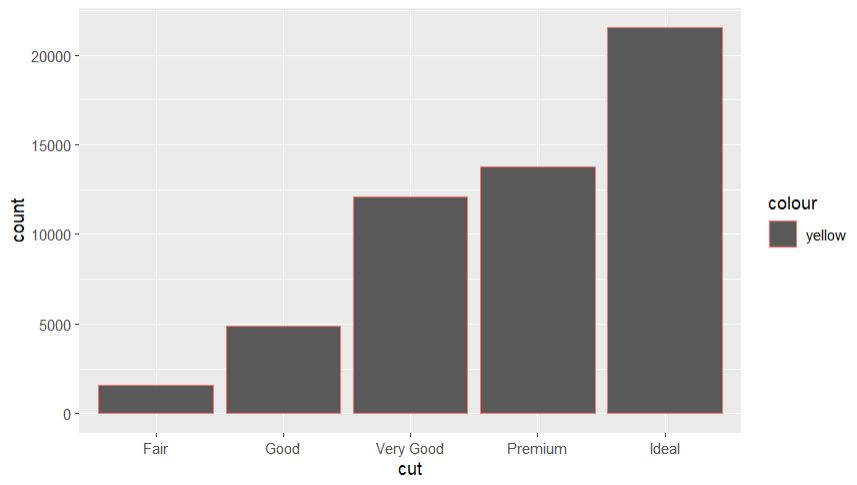 20000
15000
10000
5000
0
count
Fair Good Very Good Premium Ideal
cut
colour
yellow